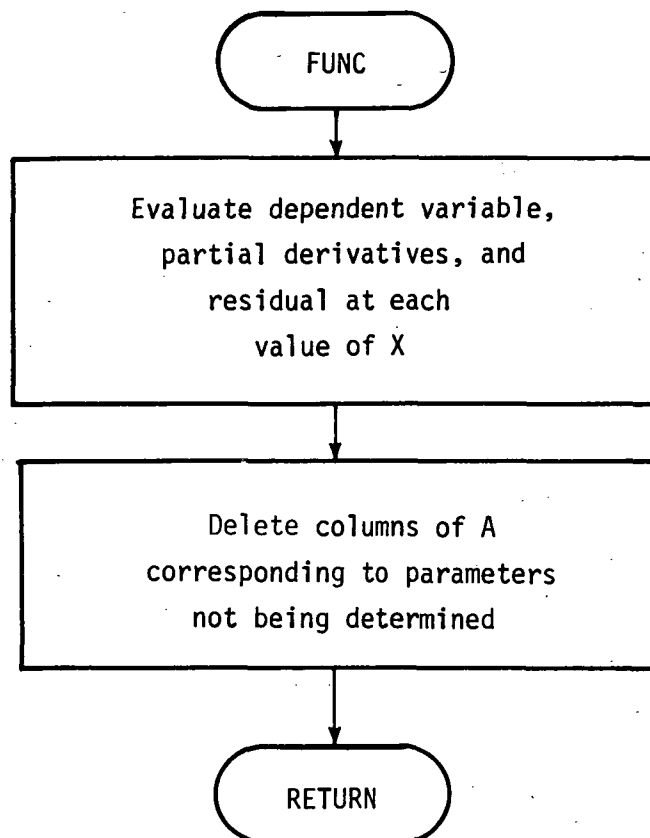 FUNC
Evaluate dependent variable,
partial derivatives, and
residual at each
value of X
Delete columns of A
corresponding to parameters
not being determined
RETURN